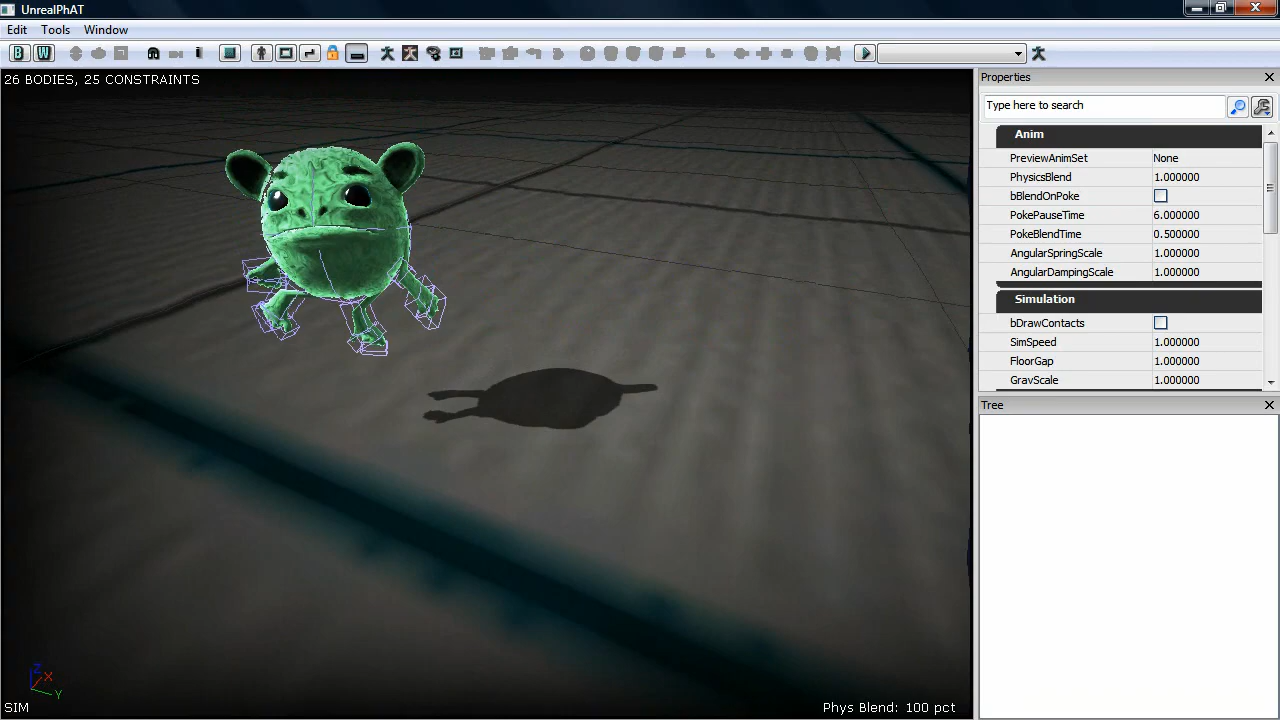 UnrealPhAT
Edit Tools Window
B W
26 BODIES, 25 CONSTRAINTS
Properties
Type here to search
Anim
PreviewAnimSet None
PhysicsBlend 1.000000
bBlendOnPoke
PokePauseTime 6.000000
PokeBlendTime 0.500000
AngularSpringScale 1.000000
AngularDampingScale 1.000000
Simulation
bDrawContacts
SimSpeed 1.000000
FloorGap 1.000000
GravScale 1.000000
Tree
Z X
Y
SIM
Phys Blend: 100 pct